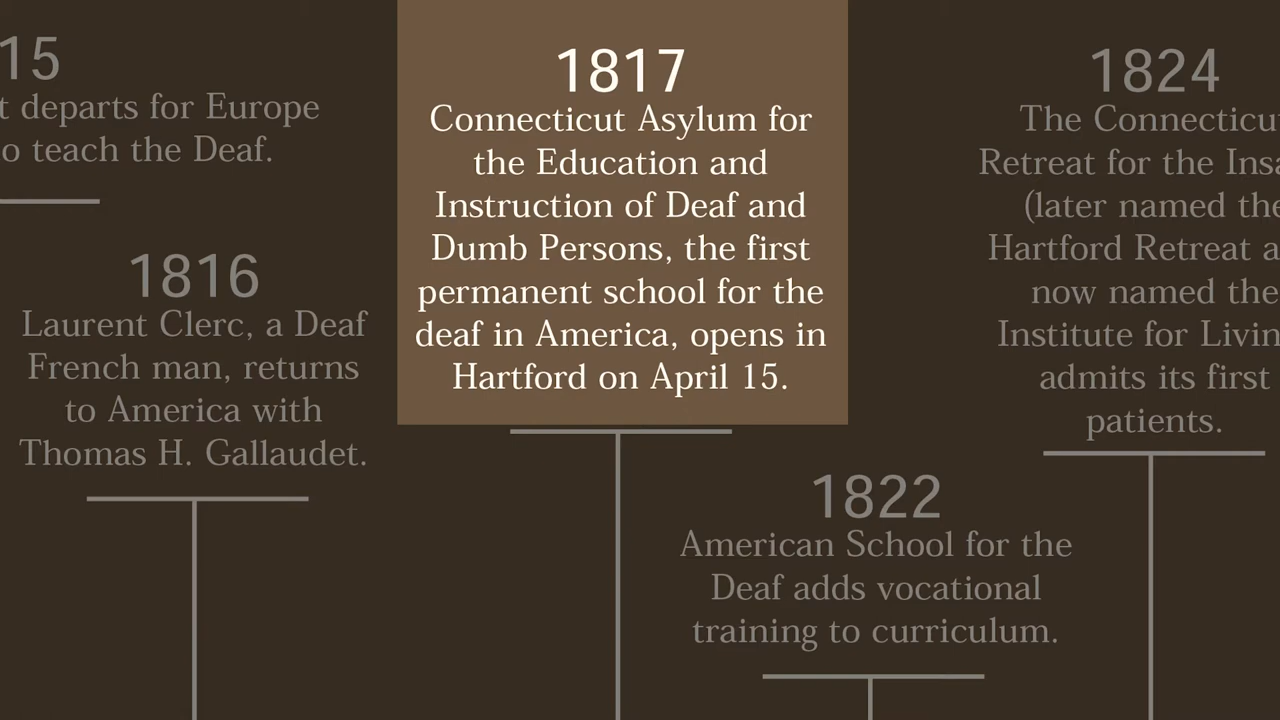 15
t departs for Europe
o teach the Deaf.
1816
Laurent Clerc, a Deaf
French man, returns
to America with
Thomas H. Gallaudet.
1817
Connecticut Asylum for
the Education and
Instruction of Deaf and
Dumb Persons, the first
permanent school for the
deaf in America, opens in
Hartford on April 15.
1822
American School for the
Deaf adds vocational
training to curriculum.
1824
The Connecticu
Retreat for the Insa
(later named the
Hartford Retreat a
now named the
Institute for Livin
admits its first
patients.